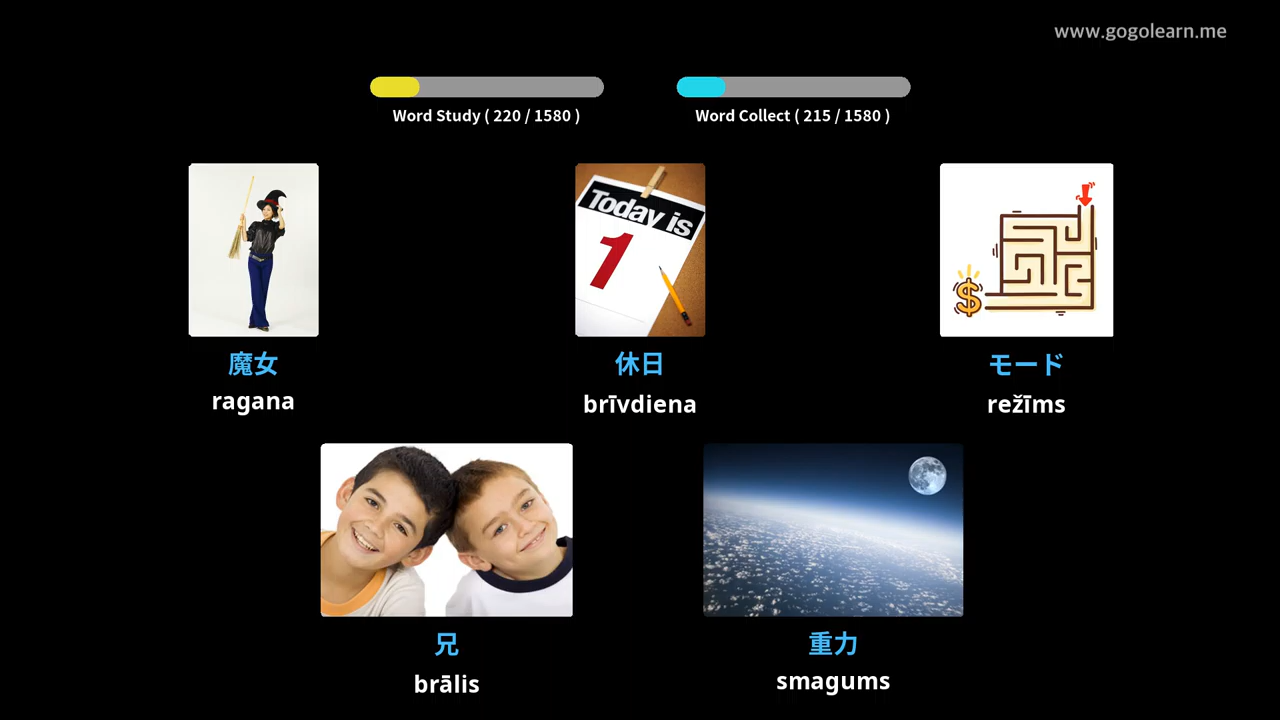 www.gogolearn.me
Word Study ( 220 / 1580 )
Word Collect ( 215 / 1580 )
Today is
1
$
魔女
ragana
休日
brīvdiena
モード
režīms
兄
brālis
重力
smagums